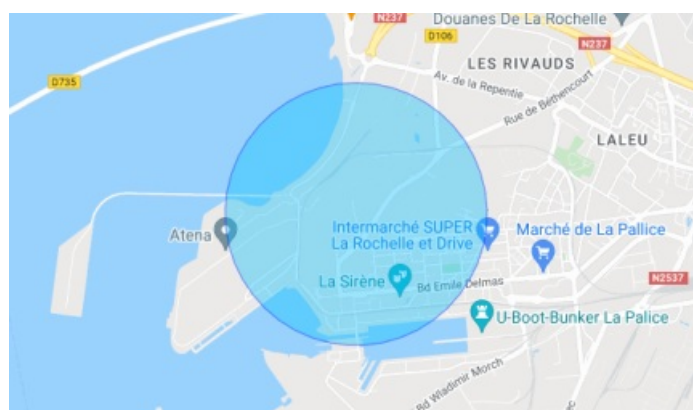 N237
Douanes De La Rochelle
D106
N237
LES RIVAUDS
D735
Av. de la Repentie
Rue de Béthencourt
LALEU
Atena
Intermarché SUPER
La Rochelle et Drive
Marché de La Pallice
La Sirène
Bd Emile Delmas
N2537
U-Boot-Bunker La Palice
Bd Wladimir Morch